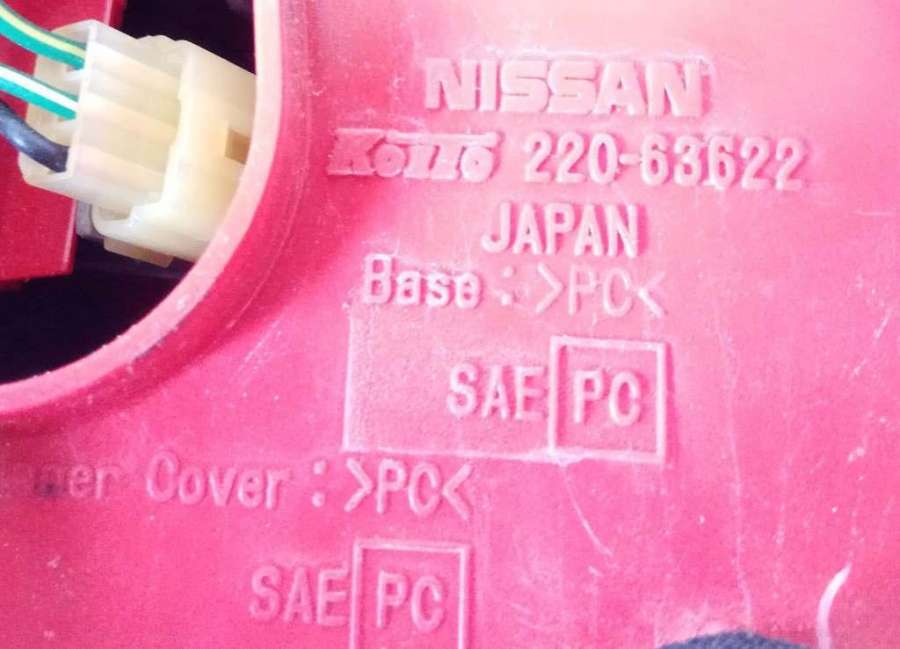 NISSAN
KOITO 220-63622
JAPAN
Base : >PC<
SAE PC
Cover : >PC<
SAE PC